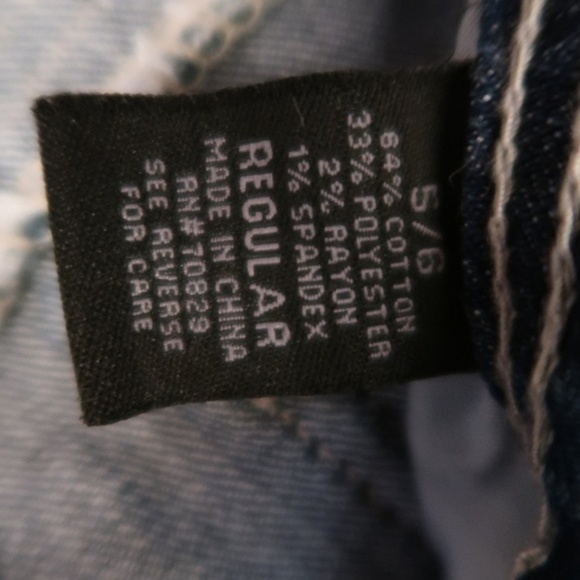 5/6
64% COTTON
33% POLYESTER
2% RAYON
1% SPANDEX
REGULAR
MADE IN CHINA
RN#70829
SEE REVERSE
FOR CARE